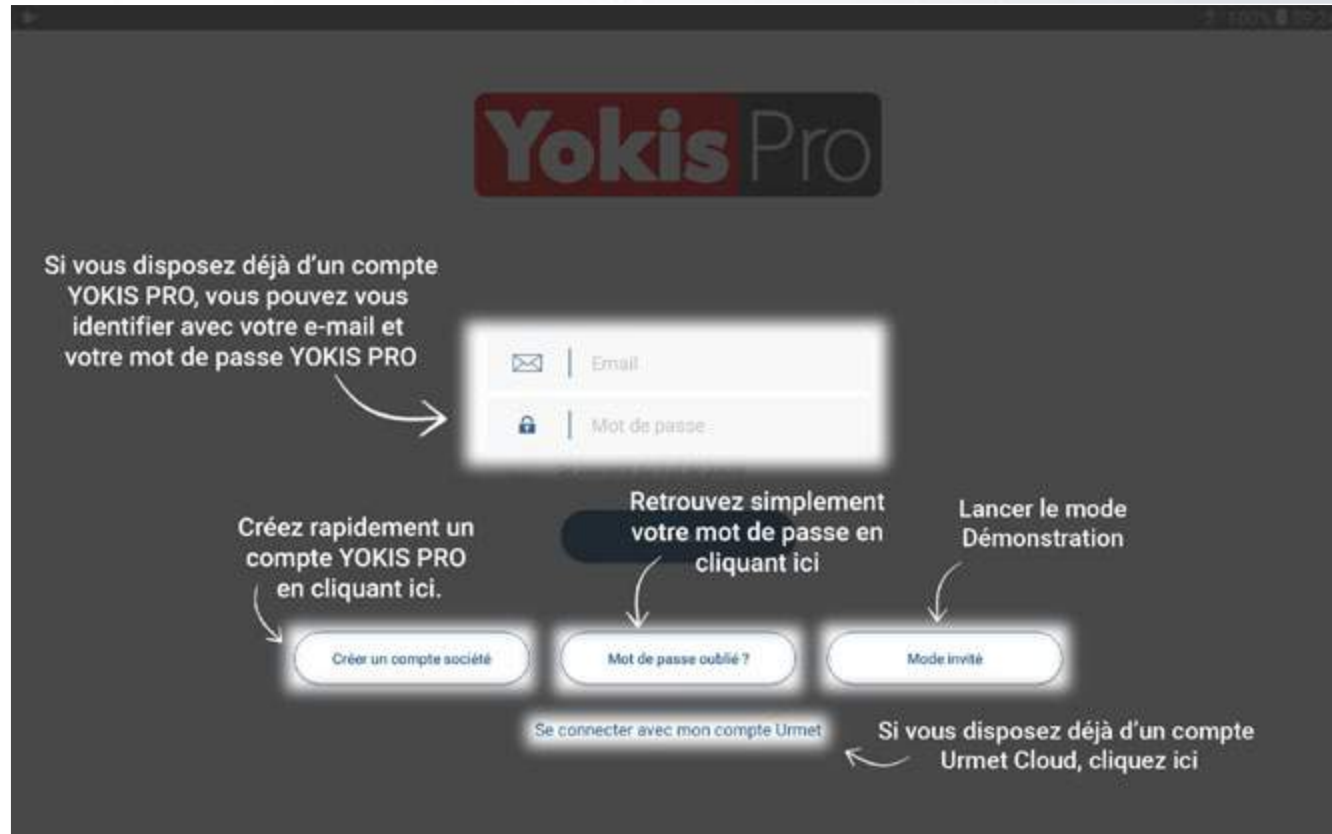 100% 09:24
Yokis Pro
Si vous disposez déjà d’un compte
YOKIS PRO, vous pouvez vous
identifier avec votre e-mail et
votre mot de passe YOKIS PRO
Email
Mot de passe
Créez rapidement un
compte YOKIS PRO
en cliquant ici.
Retrouvez simplement
votre mot de passe en
cliquant ici
Lancer le mode
Démonstration
Créer un compte société
Mot de passe oublié ?
Mode invité
Se connecter avec mon compte Urmet
Si vous disposez déjà d’un compte
Urmet Cloud, cliquez ici